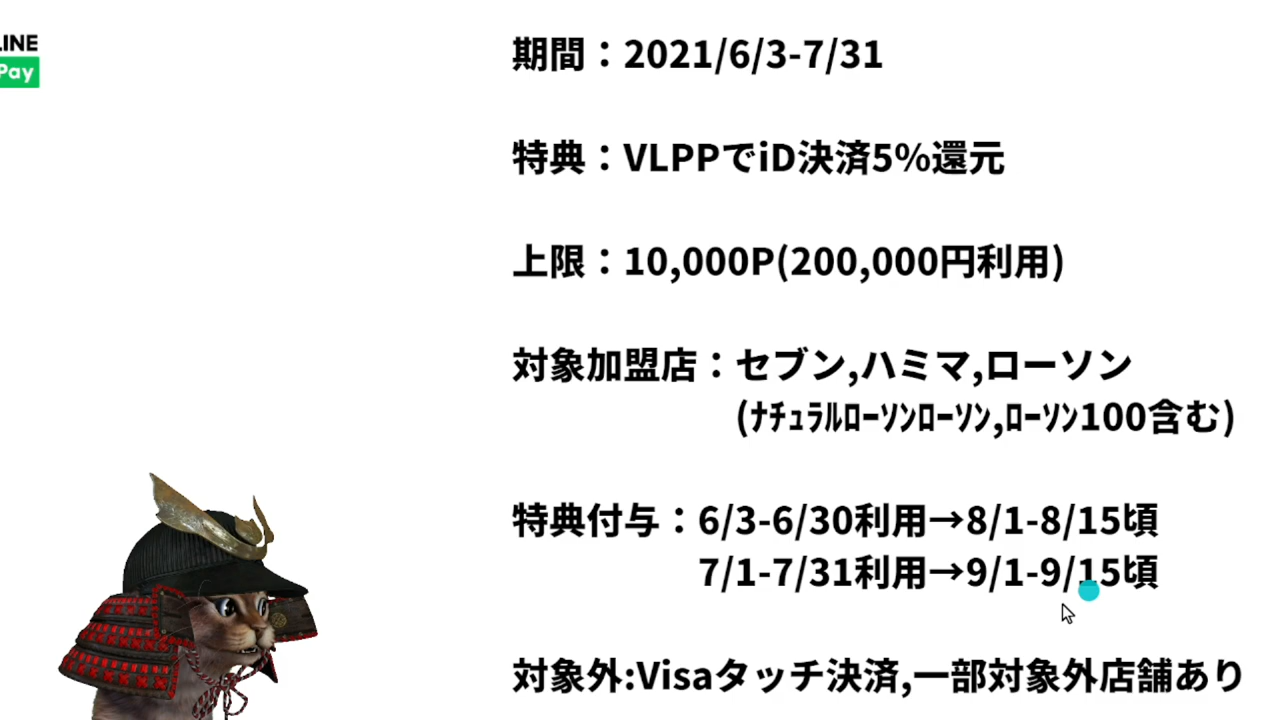 LINE
Pay
期間：2021/6/3-7/31
特典：VLPPでiD決済5%還元
上限：10,000P(200,000円利用)
対象加盟店：セブン,ハミマ,ローソン
(ﾅﾁｭﾗﾙﾛｰｿﾝﾛｰｿﾝ,ﾛｰｿﾝ100含む)
特典付与：6/3-6/30利用→8/1-8/15頃
7/1-7/31利用→9/1-9/15頃
対象外:Visaタッチ決済,一部対象外店舗あり